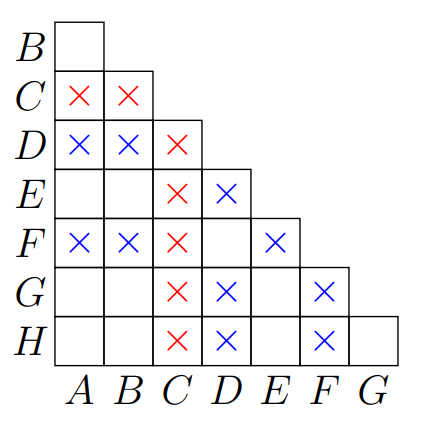 B
C × ×
D × × ×
E × ×
F × × × ×
G × × ×
H × × ×
A B C D E F G